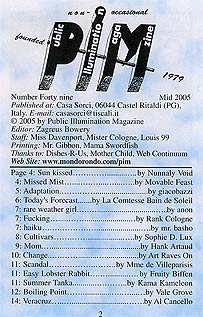 non - occasional
Public Illumination Magazine
PIM
founded
1979
Number Forty nine Mid 2005
Published at: Casa Sorci, 06044 Castel Ritaldi (PG),
Italy. E-mail: casasorci@tiscali.it
© 2005 by Public Illumination Magazine
Editor: Zagreus Bowery
Staff: Miss Davenport, Mister Cologne, Louis 99
Printing: Mr. Gibbon, Mama Swordfish
Thanks to: Dishes-R-Us, Mother Child, Web Continuum
Web Site: www.mondorondo.com/pim
Page 4: Sun kissed... by Nunnaly Void
4: Missed Mist... by Movable Feast
5: Adaptation... by giacobazzi
6: Today's Forecast... by La Comtesse Bain de Soleil
7: rare weather girl... by anon
7: Fucking... by Rank Cologne
7: haiku... by mr. basho
8: Cultivars... by Sophie D. Lux
9: Mom... by Hank Artaud
10: Change... by Art Raves On
11: Scandal... by Mme de Villeparisis
11: Easy Lobster Rabbit... by Fruity Biffen
11: Summer Tanka... by Kama Kameleon
12: Boiling Point... by Vale Grove
14: Veracruz... by Al Cancello
2